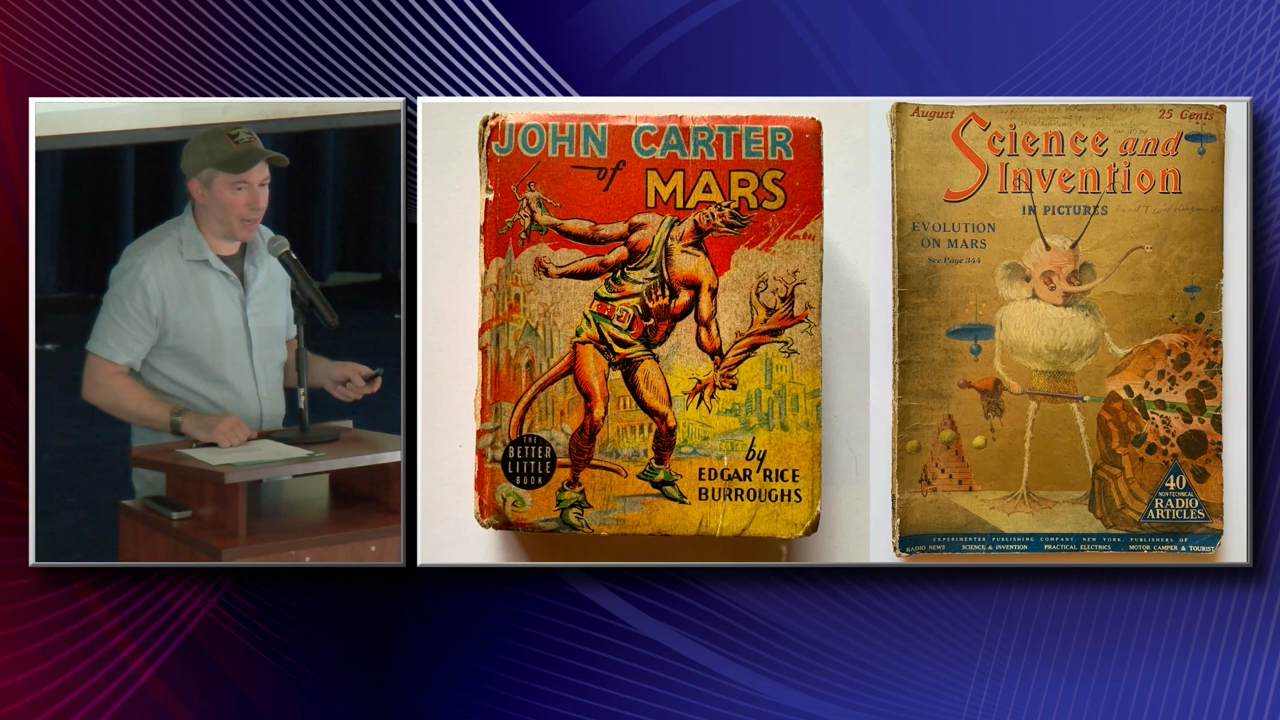 JOHN CARTER
of
MARS
THE
BETTER
LITTLE
BOOK
by
EDGAR RICE
BURROUGHS
August
25 Cents
Science and
Invention
IN PICTURES
EVOLUTION
ON MARS
See Page 344
40
NON TECHNICAL
RADIO
ARTICLES
EXPERIMENTER PUBLISHING COMPANY, NEW YORK, PUBLISHERS OF
RADIO NEWS SCIENCE & INVENTION PRACTICAL ELECTRICS MOTOR CAMPER & TOURIST